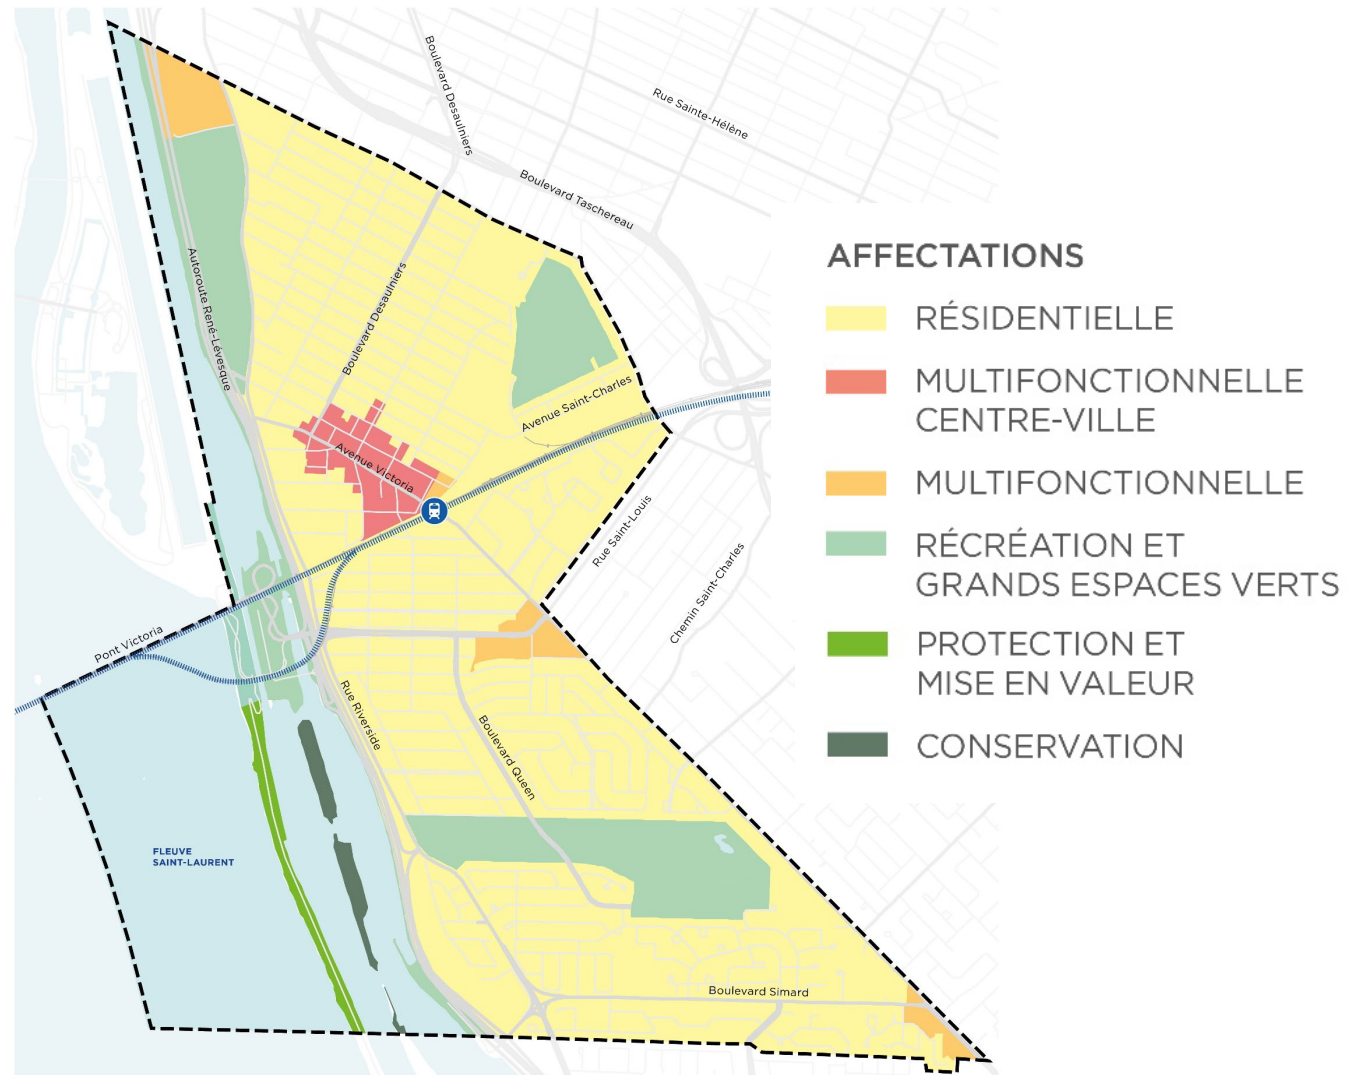 Boulevard Desaulniers
Rue Sainte-Hélène
Boulevard Taschereau
Autoroute René-Lévesque
Boulevard Desaulniers
Avenue Saint-Charles
Avenue Victoria
Rue Saint-Louis
Chemin Saint-Charles
Pont Victoria
Rue Riverside
Boulevard Queen
FLEUVE
SAINT-LAURENT
Boulevard Simard
AFFECTATIONS
RÉSIDENTIELLE
MULTIFONCTIONNELLE
CENTRE-VILLE
MULTIFONCTIONNELLE
RÉCRÉATION ET
GRANDS ESPACES VERTS
PROTECTION ET
MISE EN VALEUR
CONSERVATION